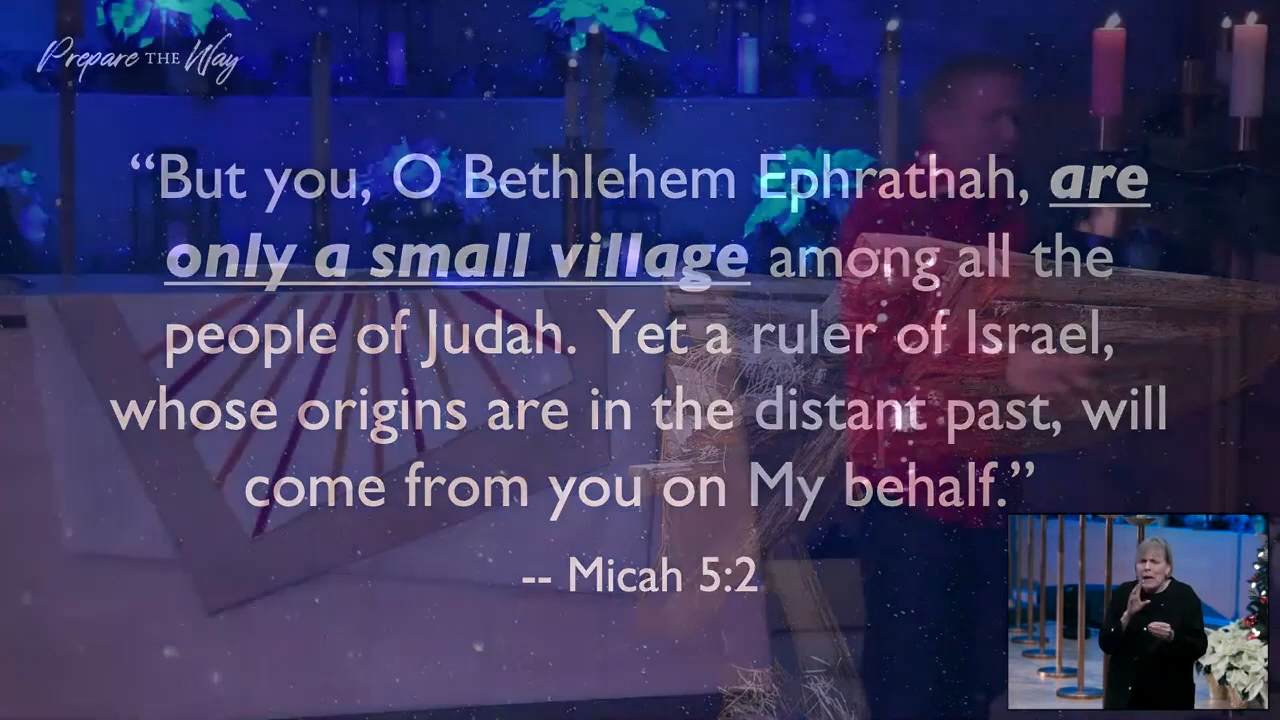 Prepare THE Way
“But you, O Bethlehem Ephrathah, are
only a small village among all the
people of Judah. Yet a ruler of Israel,
whose origins are in the distant past, will
come from you on My behalf.”
-- Micah 5:2